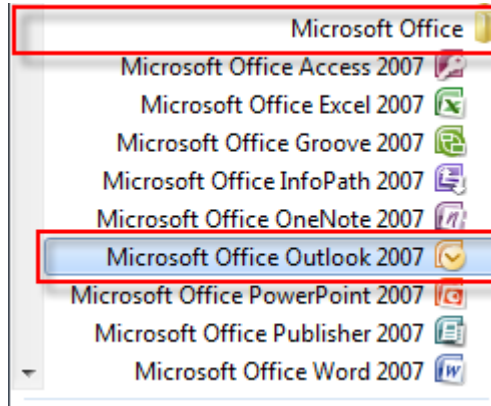 Microsoft Office
Microsoft Office Access 2007
Microsoft Office Excel 2007
Microsoft Office Groove 2007
Microsoft Office InfoPath 2007
Microsoft Office OneNote 2007
Microsoft Office Outlook 2007
Microsoft Office PowerPoint 2007
Microsoft Office Publisher 2007
Microsoft Office Word 2007